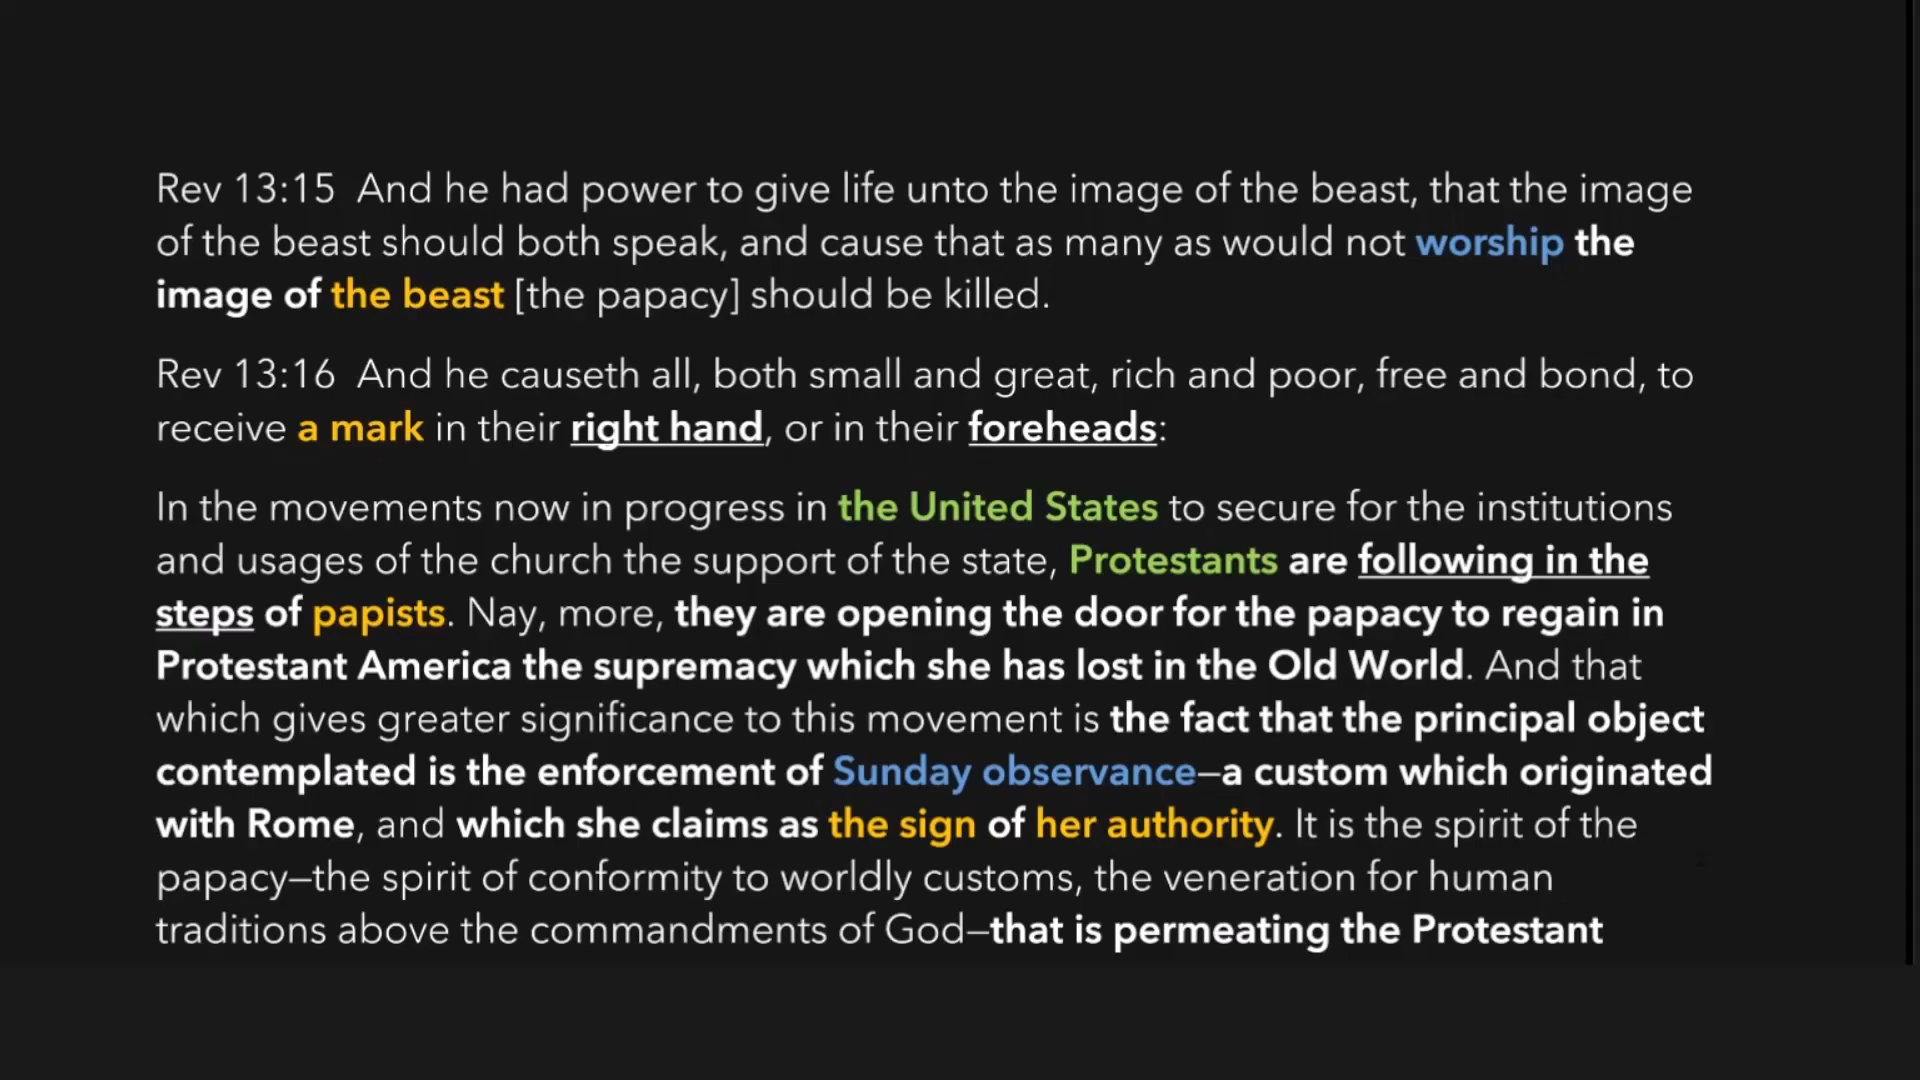 Rev 13:15  And he had power to give life unto the image of the beast, that the image
of the beast should both speak, and cause that as many as would not worship the
image of the beast [the papacy] should be killed.
Rev 13:16  And he causeth all, both small and great, rich and poor, free and bond, to
receive a mark in their right hand, or in their foreheads:
In the movements now in progress in the United States to secure for the institutions
and usages of the church the support of the state, Protestants are following in the
steps of papists. Nay, more, they are opening the door for the papacy to regain in
Protestant America the supremacy which she has lost in the Old World. And that
which gives greater significance to this movement is the fact that the principal object
contemplated is the enforcement of Sunday observance—a custom which originated
with Rome, and which she claims as the sign of her authority. It is the spirit of the
papacy—the spirit of conformity to worldly customs, the veneration for human
traditions above the commandments of God—that is permeating the Protestant